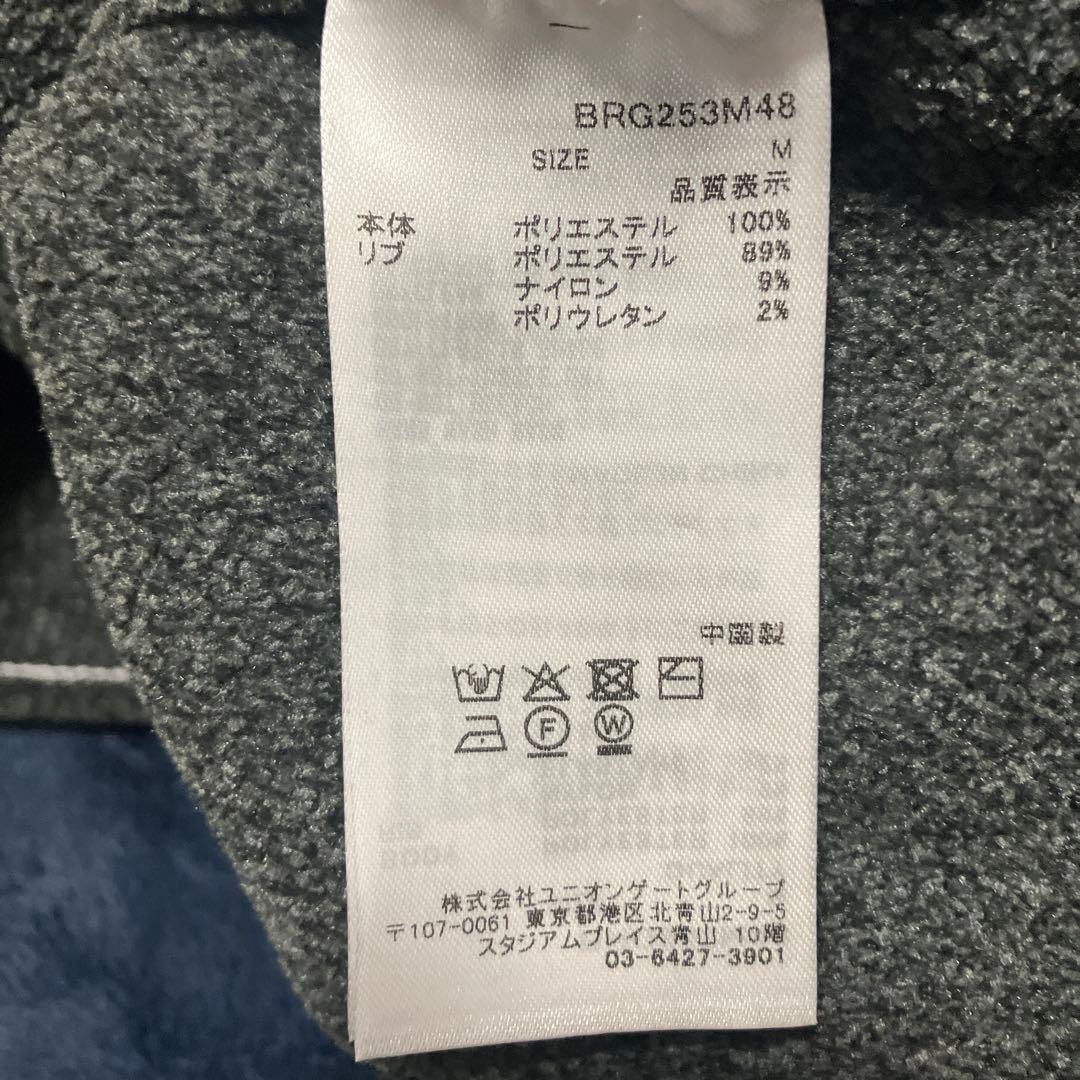 BRG253M48
SIZE M
品質表示
本体 ポリエステル 100%
リブ ポリエステル 89%
ナイロン 9%
ポリウレタン 2%
中国製
F W
株式会社ユニオンゲートグループ
〒107-0061 東京都港区北青山2-9-5
スタジアムプレイス青山 10階
03-6427-3901